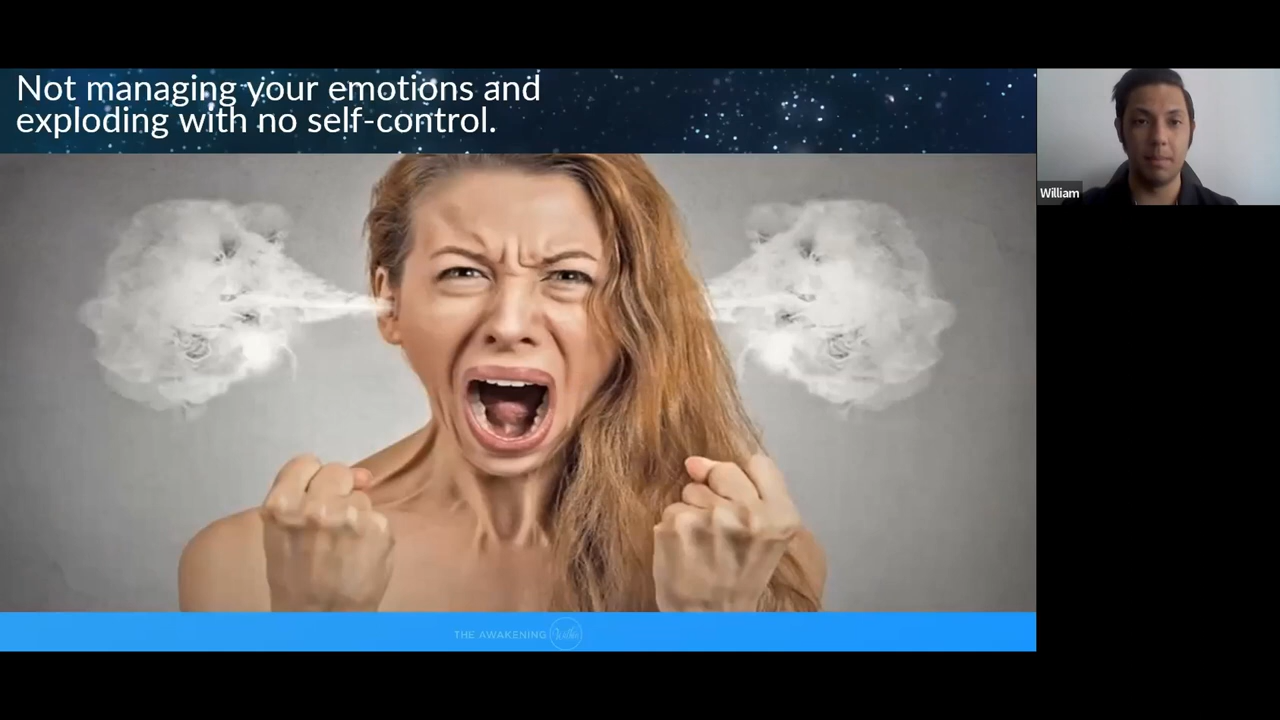 Not managing your emotions and
exploding with no self-control.
William
THE AWAKENING